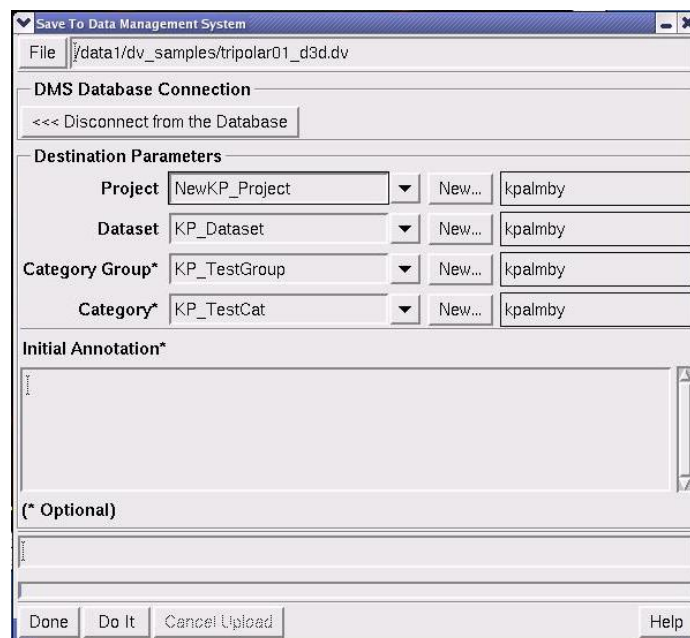 Save To Data Management System
File /data1/dv_samples/tripolar01_d3d.dv
DMS Database Connection
<<< Disconnect from the Database
Destination Parameters
Project NewKP_Project New... kpalmby
Dataset KP_Dataset New... kpalmby
Category Group* KP_TestGroup New... kpalmby
Category* KP_TestCat New... kpalmby
Initial Annotation*
(* Optional)
Done Do It Cancel Upload Help